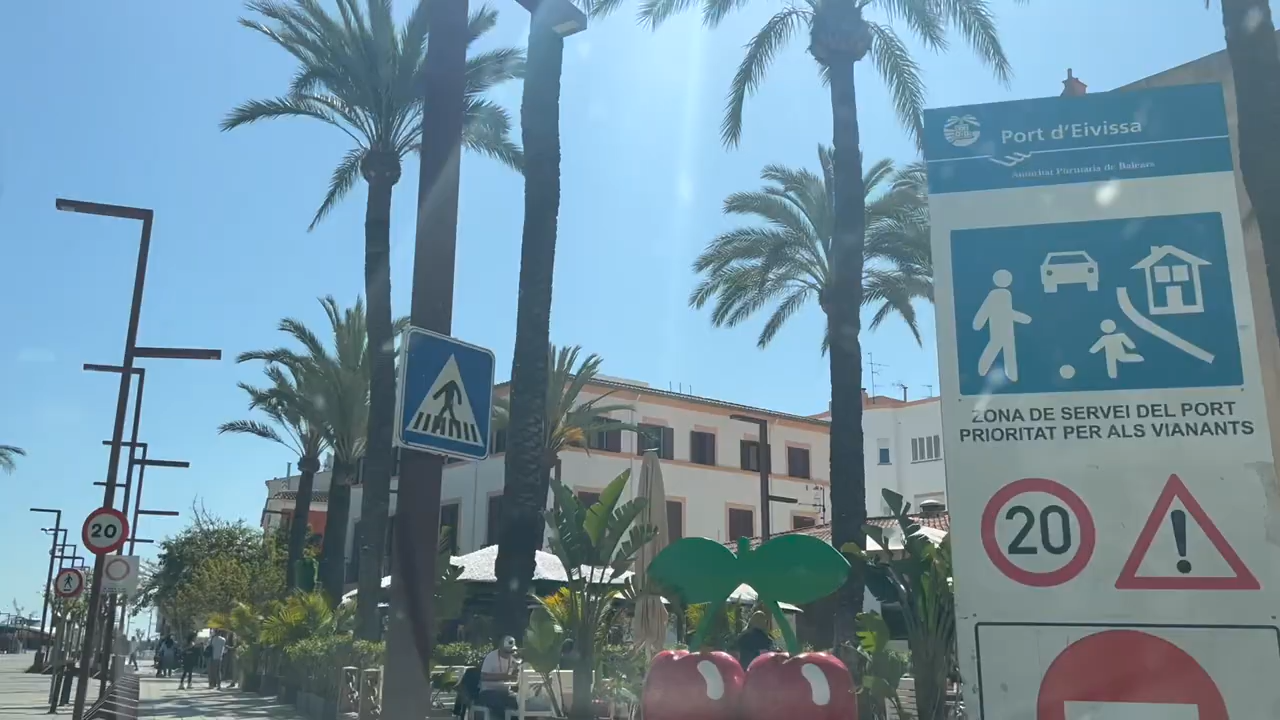 Port d'Eivissa
Autoritat Portuària de Balears
ZONA DE SERVEI DEL PORT
PRIORITAT PER ALS VIANANTS
20
20